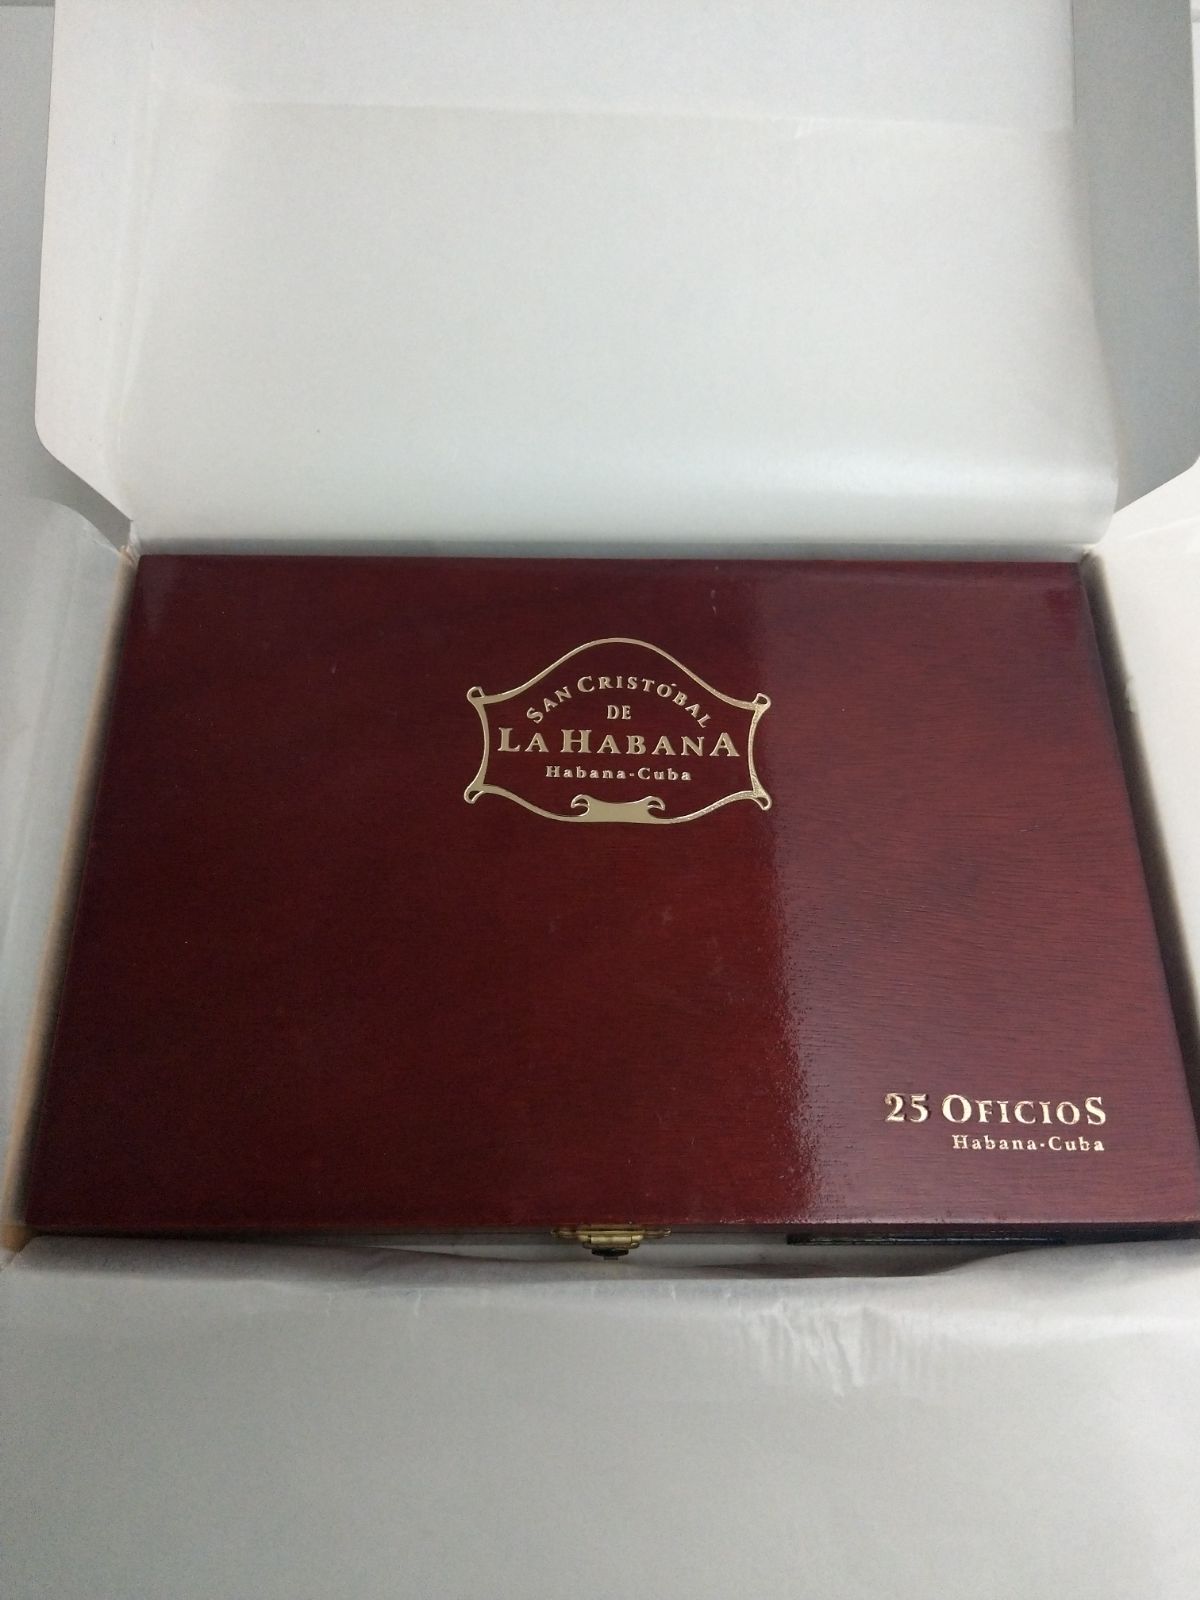 SAN CRISTÓBAL
DE
LA HABANA
Habana-Cuba
25 OFICIOS
Habana-Cuba